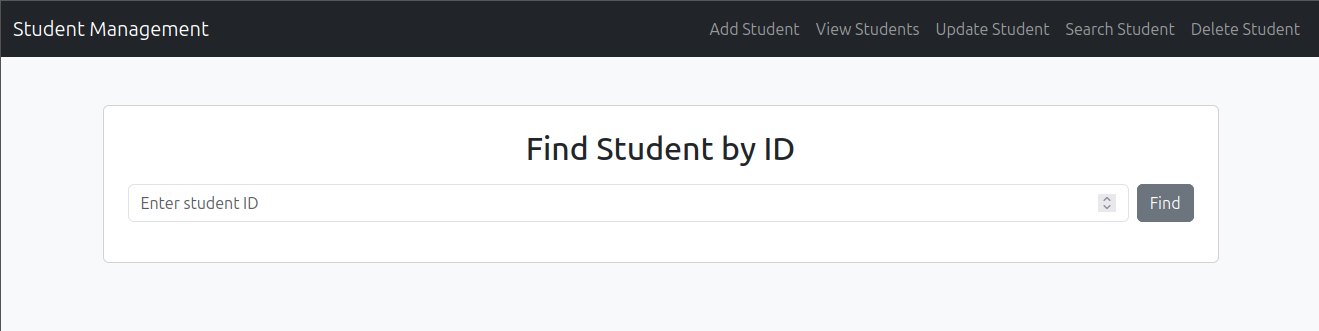 Student Management Add Student View Students Update Student Search Student Delete Student
Find Student by ID
Enter student ID Find